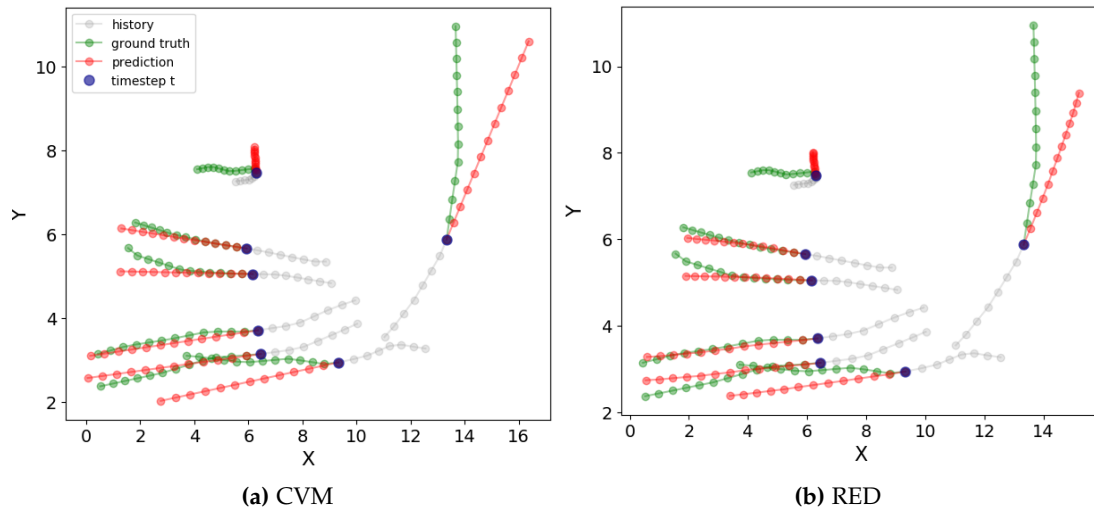 history
ground truth
prediction
timestep t
10
8
6
4
2
Y
0 2 4 6 8 10 12 14 16
X
(a) CVM
10
8
6
4
2
Y
0 2 4 6 8 10 12 14
X
(b) RED